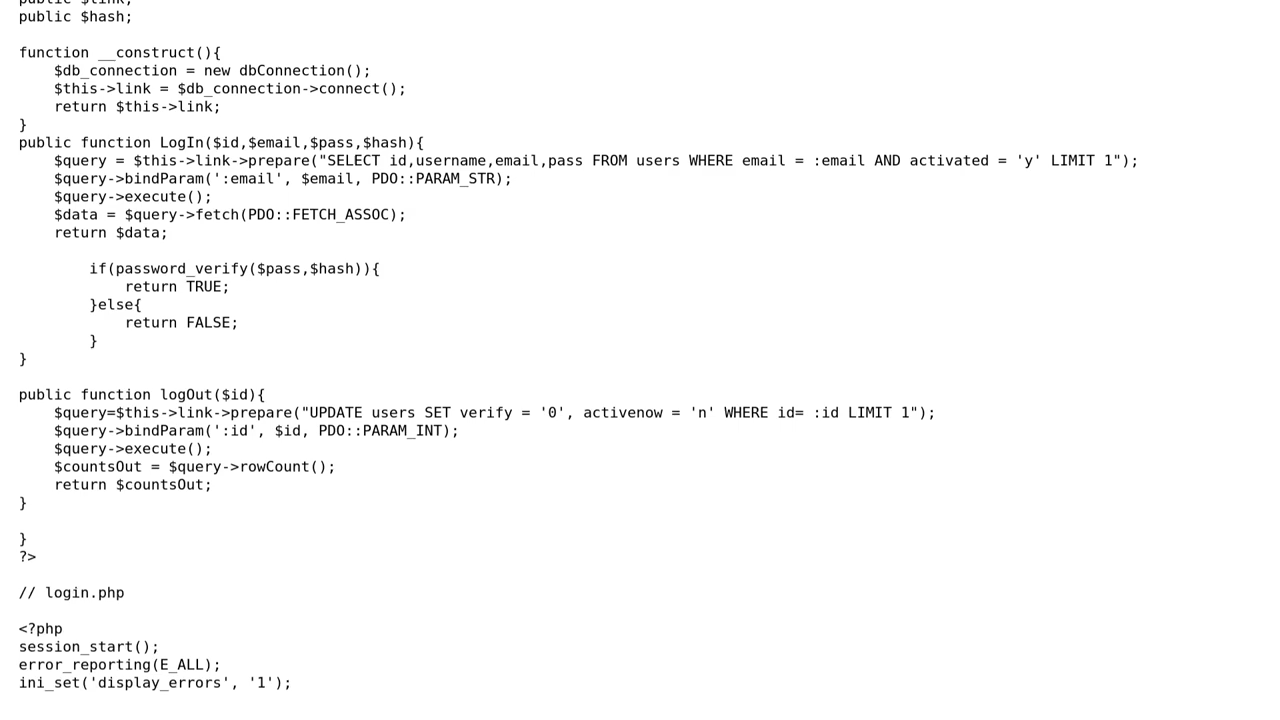 public $link;
public $hash;
function __construct(){
$db_connection = new dbConnection();
$this->link = $db_connection->connect();
return $this->link;
}
public function LogIn($id,$email,$pass,$hash){
$query = $this->link->prepare("SELECT id,username,email,pass FROM users WHERE email = :email AND activated = 'y' LIMIT 1");
$query->bindParam(':email', $email, PDO::PARAM_STR);
$query->execute();
$data = $query->fetch(PDO::FETCH_ASSOC);
return $data;
if(password_verify($pass,$hash)){
return TRUE;
}else{
return FALSE;
}
}
public function logOut($id){
$query=$this->link->prepare("UPDATE users SET verify = '0', activenow = 'n' WHERE id= :id LIMIT 1");
$query->bindParam(':id', $id, PDO::PARAM_INT);
$query->execute();
$countsOut = $query->rowCount();
return $countsOut;
}
}
?>
// login.php
<?php
session_start();
error_reporting(E_ALL);
ini_set('display_errors', '1');